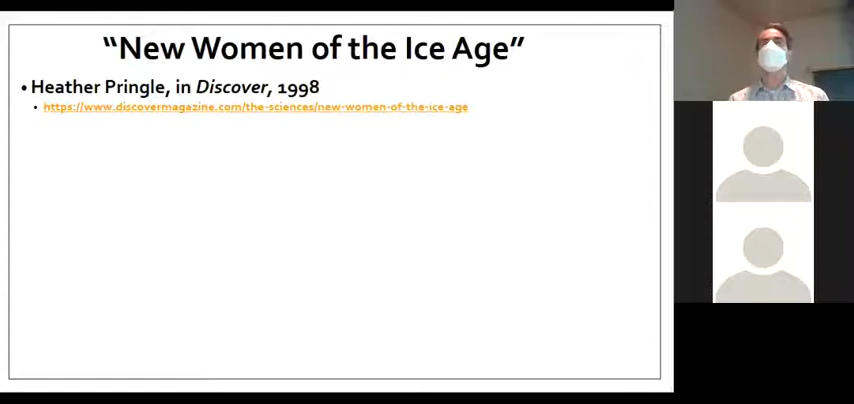 “New Women of the Ice Age”
• Heather Pringle, in Discover, 1998
• https://www.discovermagazine.com/the-sciences/new-women-of-the-ice-age